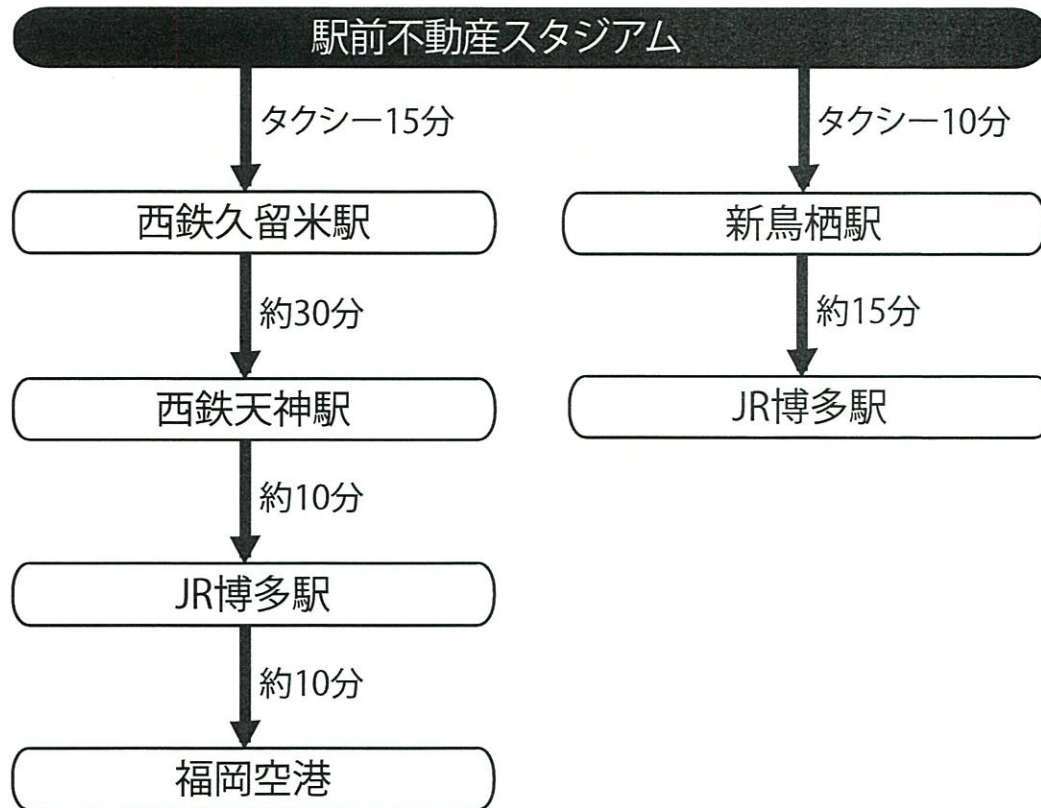 駅前不動産スタジアム
タクシー15分
西鉄久留米駅
約30分
西鉄天神駅
約10分
JR博多駅
約10分
福岡空港
タクシー10分
新鳥栖駅
約15分
JR博多駅